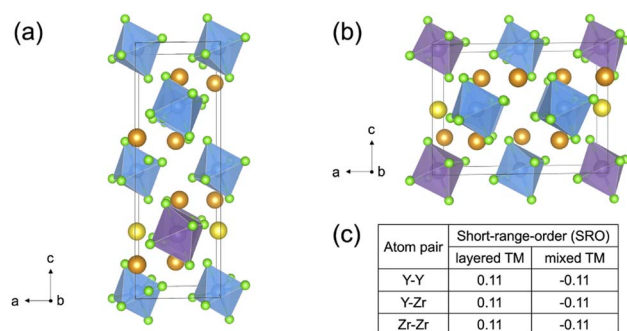 (a)
c
a
b
(b)
c
a
b
(c)
Atom pair Short-range-order (SRO)
layered TM mixed TM
Y-Y 0.11 -0.11
Y-Zr 0.11 -0.11
Zr-Zr 0.11 -0.11